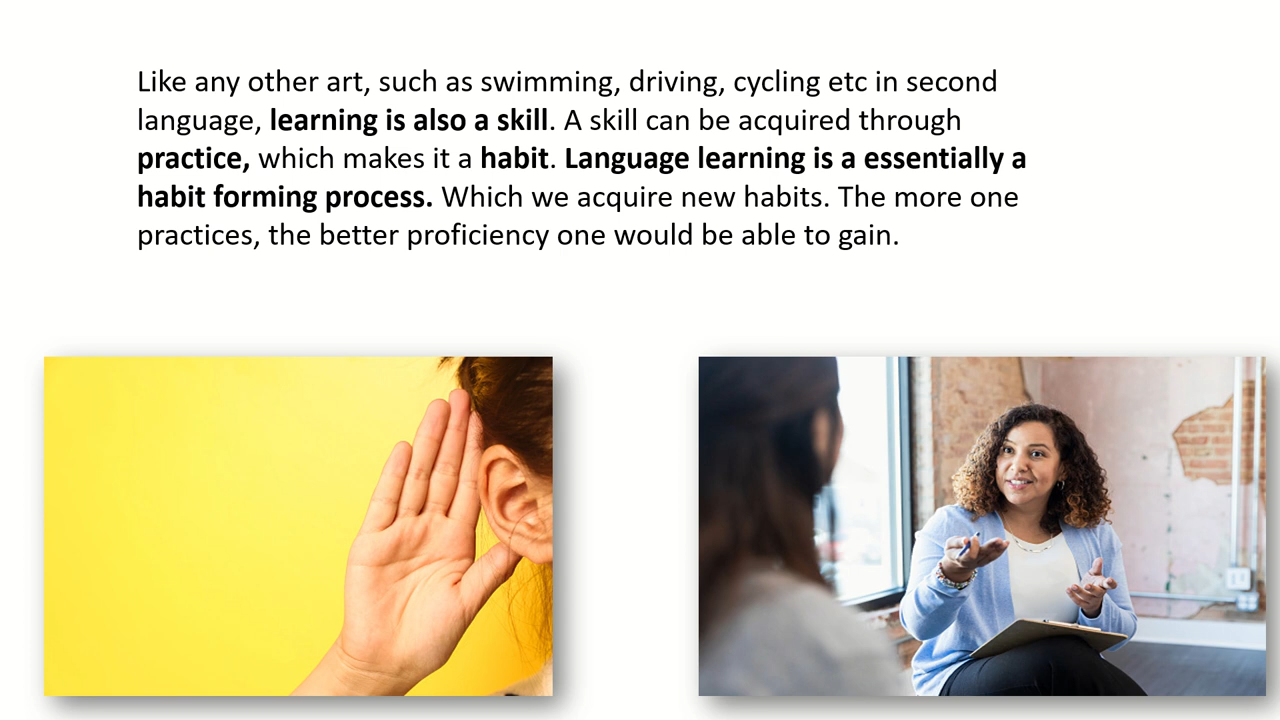 Like any other art, such as swimming, driving, cycling etc in second
language, learning is also a skill. A skill can be acquired through
practice, which makes it a habit. Language learning is a essentially a
habit forming process. Which we acquire new habits. The more one
practices, the better proficiency one would be able to gain.